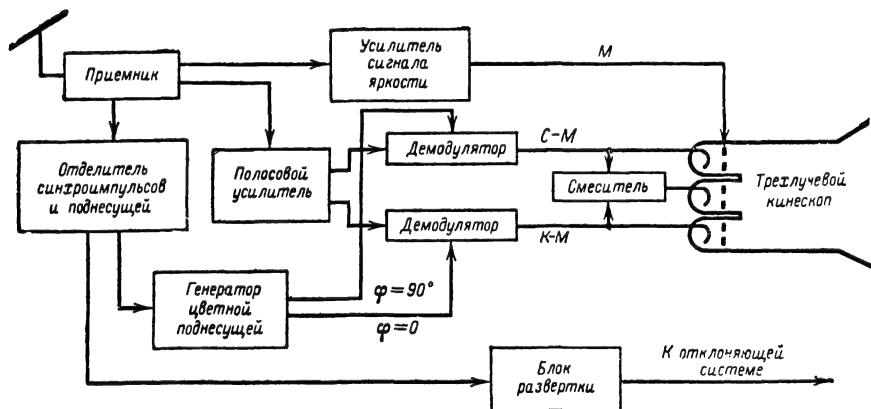 Приемник
Усилитель
сигнала
яркости
М
Отделитель
синхроимпульсов
и поднесущей
Полосовой
усилитель
Демодулятор
С-М
Смеситель
Трехлучевой
кинескоп
Демодулятор
К-М
Генератор
цветной
поднесущей
φ=90°
φ=0
Блок
развертки
К отклоняющей
системе